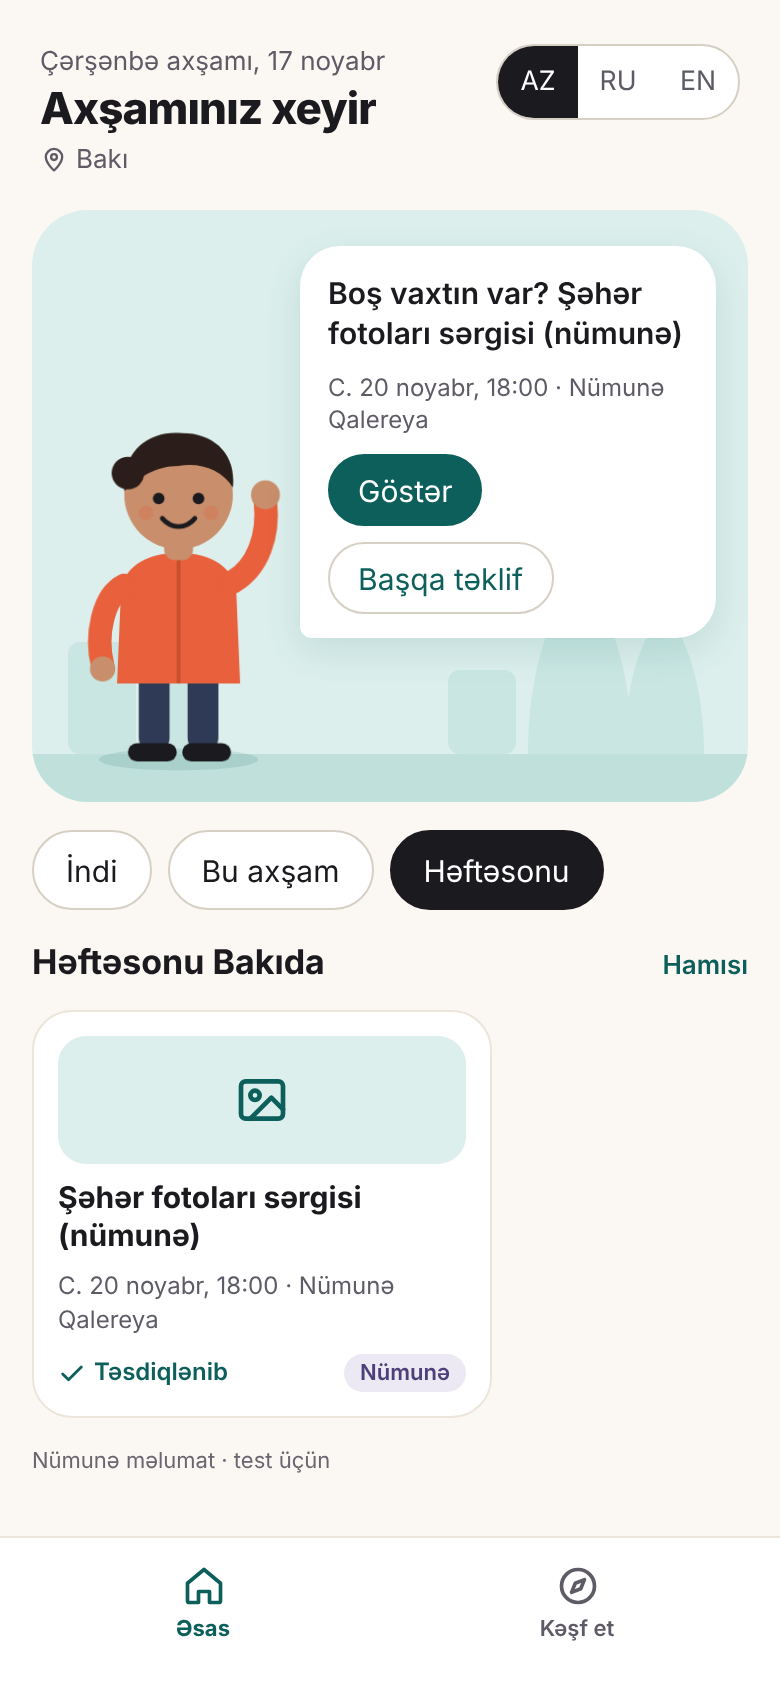 Çərşənbə axşamı, 17 noyabr
Axşamınız xeyir
Bakı
AZ RU EN
Boş vaxtın var? Şəhər
fotoları sərgisi (nümunə)
C. 20 noyabr, 18:00 · Nümunə
Qalereya
Göstər
Başqa təklif
İndi
Bu axşam
Həftəsonu
Həftəsonu Bakıda
Hamısı
Şəhər fotoları sərgisi
(nümunə)
C. 20 noyabr, 18:00 · Nümunə
Qalereya
Təsdiqlənib
Nümunə
Nümunə məlumat · test üçün
Əsas
Kəşf et